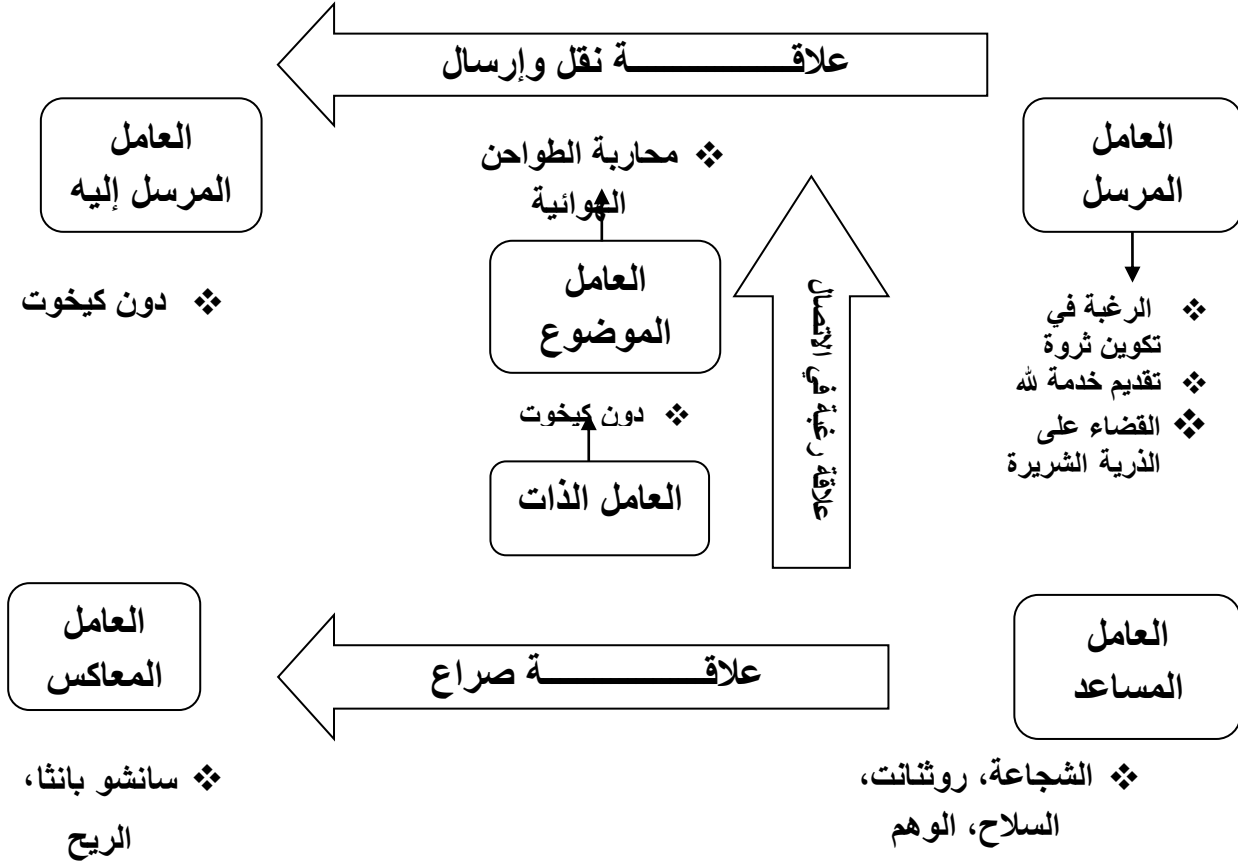 علاقـــــــــــــة نقل وإرسال
العامل
المرسل
❖ الرغبة في
تكوين ثروة
❖ تقديم خدمة لله
❖ القضاء على
الذرية الشريرة
❖ محاربة الطواحن
الهوائية
العامل
الموضوع
❖ دون كيخوت
العامل الذات
علاقة رغبة في الاتصال
العامل
المرسل إليه
❖ دون كيخوت
العامل
المساعد
❖ الشجاعة، روثنانت،
السلاح، الوهم
علاقـــــــــــــة صراع
العامل
المعاكس
❖ سانشو بانثا،
الريح